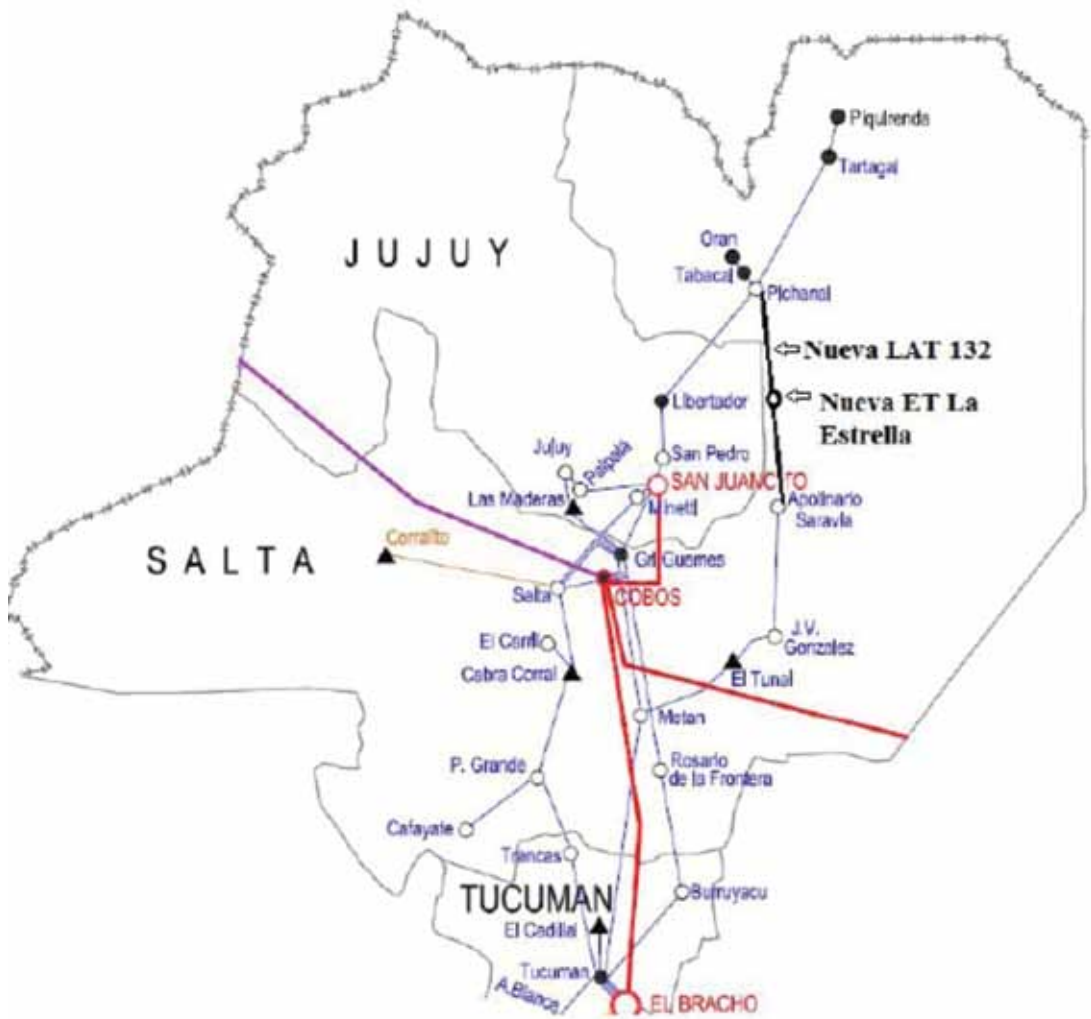 Piquirenda
Tartagal
Oran
Tabacal
Pichanal
JUJUY
Nueva LAT 132
Nueva ET La
Estrella
Libertador
Jujuy
Palpala
San Pedro
SAN JUANCITO
Las Maderas
Minetti
Apolinario
Saravia
Corralito
SALTA
Gral Guemes
Salta
COBOS
El Carril
J.V.
Gonzalez
Cabra Corral
El Tunal
Metan
P. Grande
Rosario
de la Frontera
Cafayate
Trancas
TUCUMAN
Burruyacu
El Cadillal
Tucuman
A.Blanca
EL BRACHO